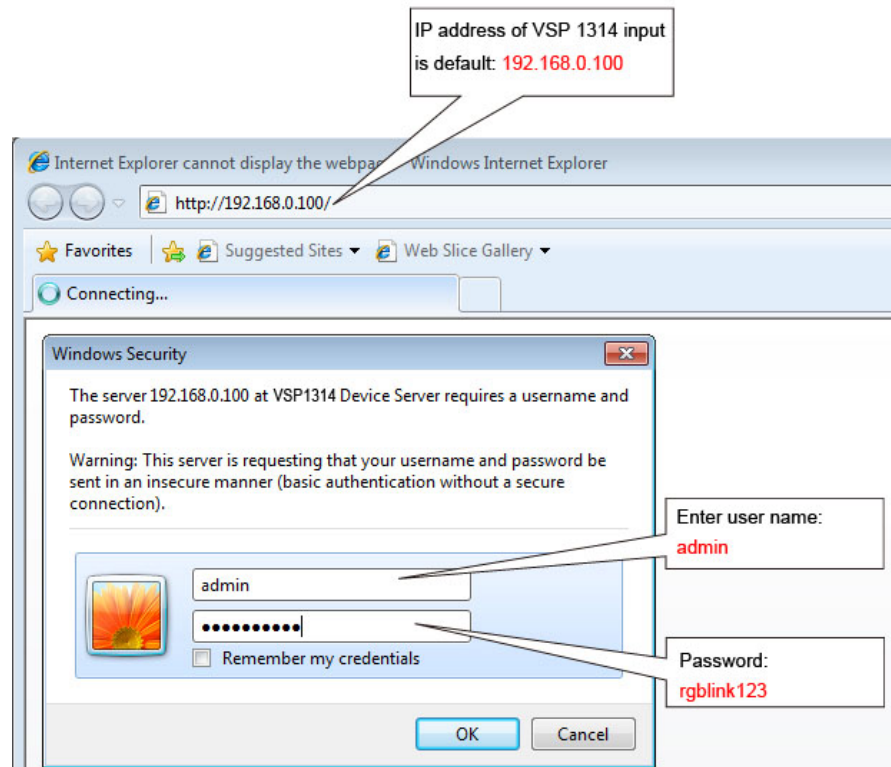 IP address of VSP 1314 input
is default: 192.168.0.100
Internet Explorer cannot display the webpa
Windows Internet Explorer
http://192.168.0.100/
Favorites
Suggested Sites
Web Slice Gallery
Connecting...
Windows Security
The server 192.168.0.100 at VSP1314 Device Server requires a username and
password.
Warning: This server is requesting that your username and password be
sent in an insecure manner (basic authentication without a secure
connection).
Enter user name:
admin
admin
●●●●●●●●●●
Remember my credentials
Password:
rgblink123
OK
Cancel